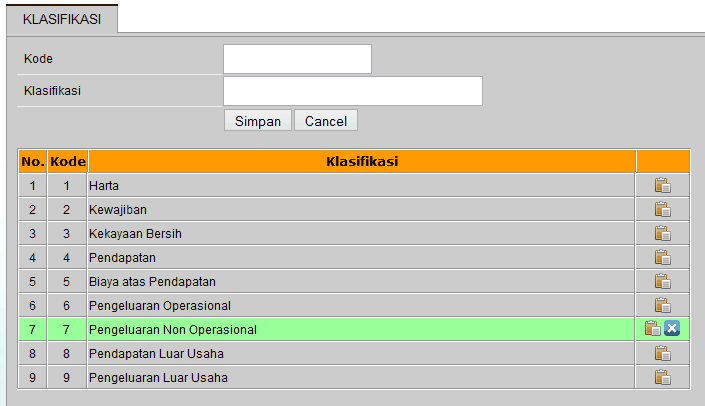 KLASIFIKASI
Kode
Klasifikasi
Simpan Cancel
No. Kode Klasifikasi
1 1 Harta
2 2 Kewajiban
3 3 Kekayaan Bersih
4 4 Pendapatan
5 5 Biaya atas Pendapatan
6 6 Pengeluaran Operasional
7 7 Pengeluaran Non Operasional
8 8 Pendapatan Luar Usaha
9 9 Pengeluaran Luar Usaha